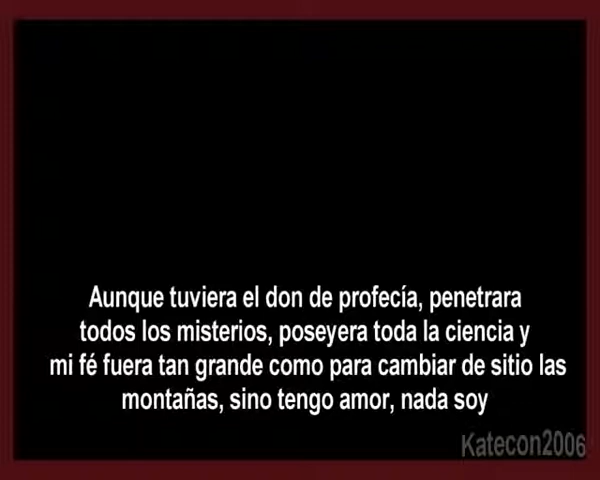 Aunque tuviera el don de profecía, penetrara
todos los misterios, poseyera toda la ciencia y
mi fé fuera tan grande como para cambiar de sitio las
montañas, sino tengo amor, nada soy
Katecon2006